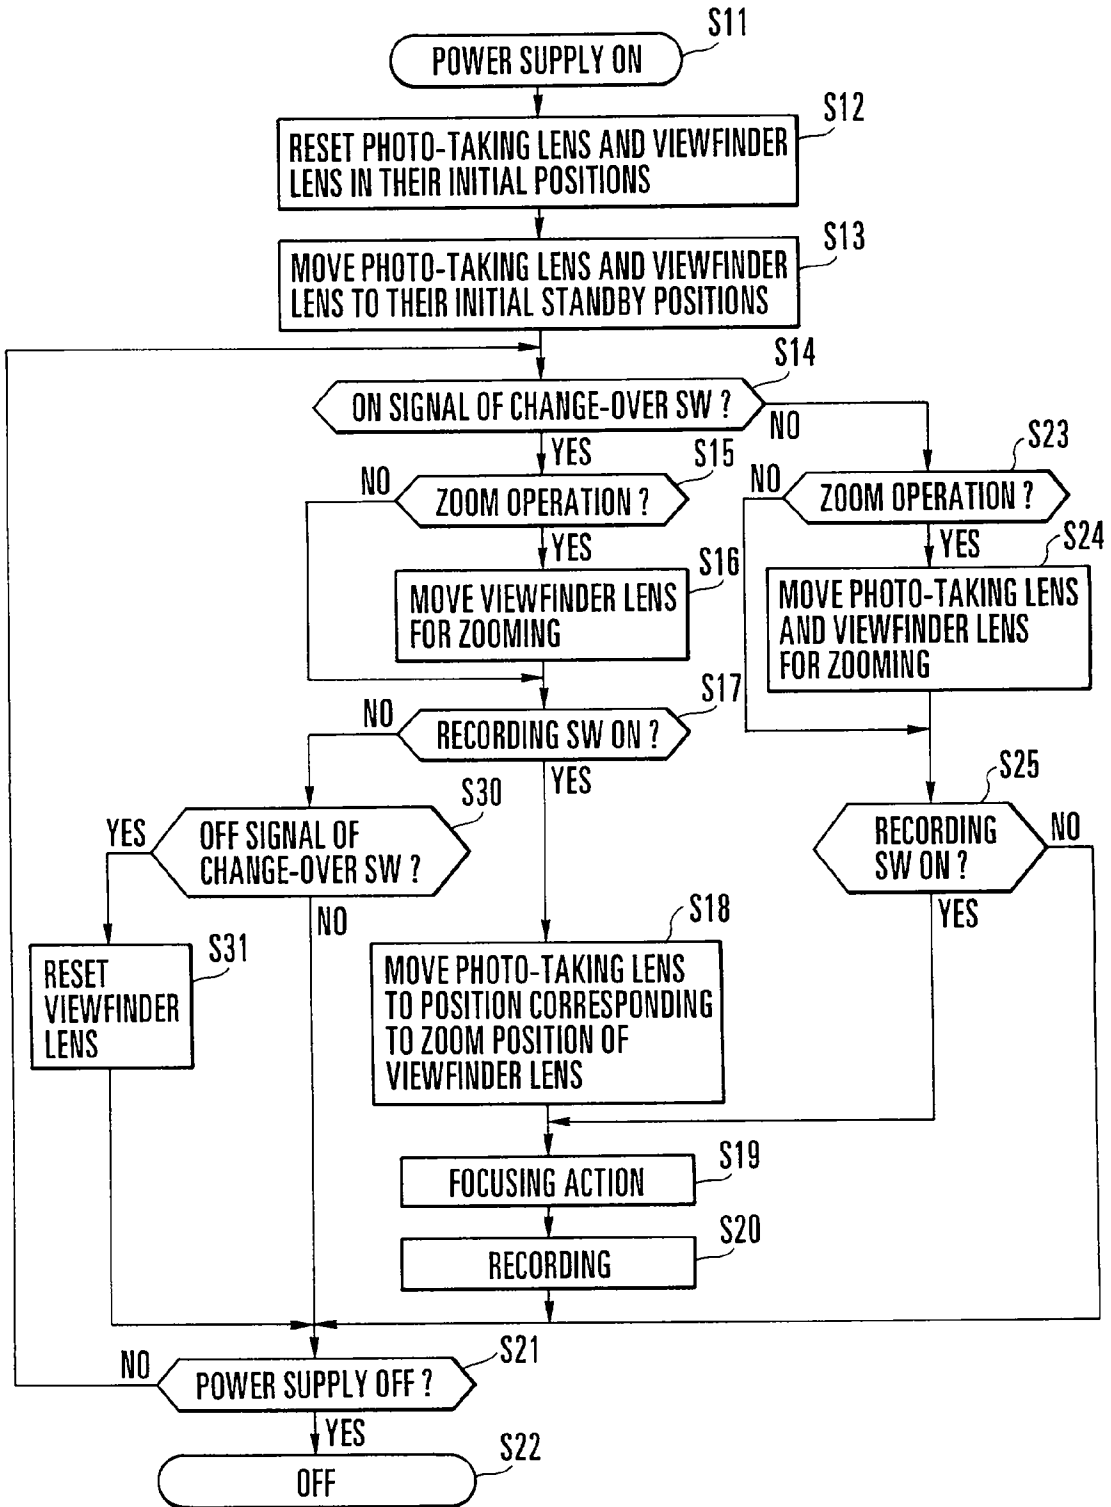 S11
POWER SUPPLY ON
S12
RESET PHOTO-TAKING LENS AND VIEWFINDER
LENS IN THEIR INITIAL POSITIONS
S13
MOVE PHOTO-TAKING LENS AND VIEWFINDER
LENS TO THEIR INITIAL STANDBY POSITIONS
S14
ON SIGNAL OF CHANGE-OVER SW ?
NO
YES
S15
NO
ZOOM OPERATION ?
YES
S16
MOVE VIEWFINDER LENS
FOR ZOOMING
S23
NO
ZOOM OPERATION ?
YES
S24
MOVE PHOTO-TAKING LENS
AND VIEWFINDER LENS
FOR ZOOMING
S17
NO
RECORDING SW ON ?
YES
S25
RECORDING
SW ON ?
NO
YES
S30
YES
OFF SIGNAL OF
CHANGE-OVER SW ?
NO
S31
RESET
VIEWFINDER
LENS
S18
MOVE PHOTO-TAKING LENS
TO POSITION CORRESPONDING
TO ZOOM POSITION OF
VIEWFINDER LENS
S19
FOCUSING ACTION
S20
RECORDING
S21
NO
POWER SUPPLY OFF ?
YES
S22
OFF